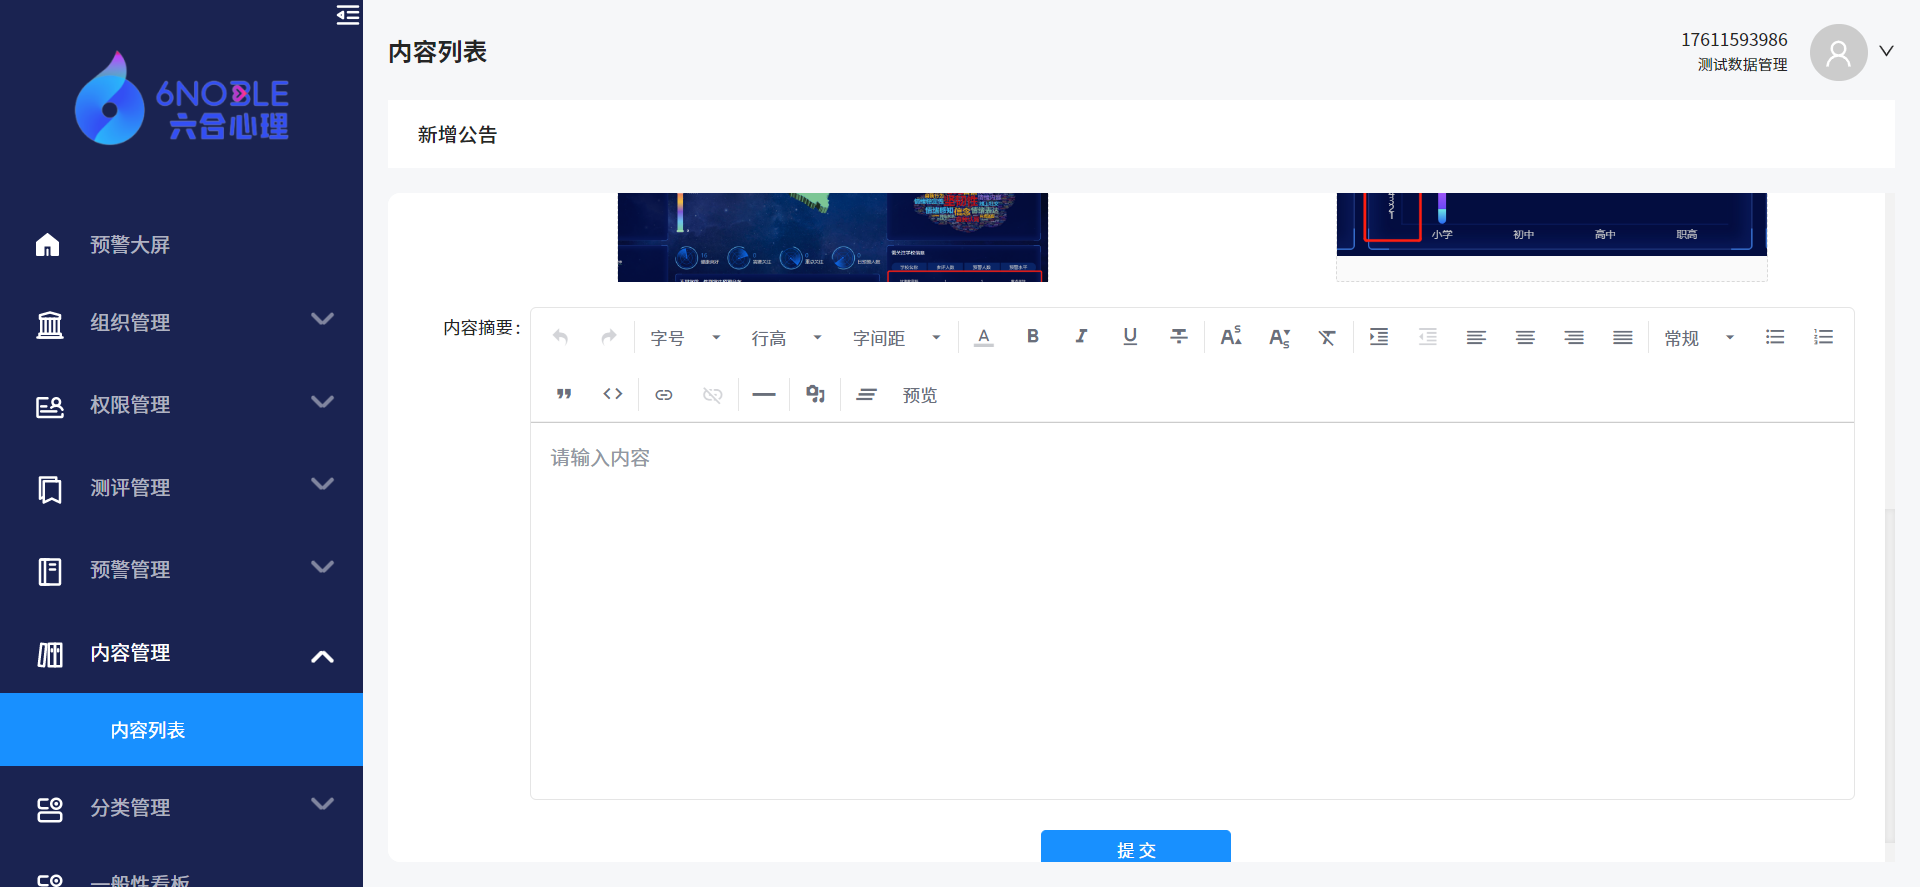 6NOBLE
六合心理
预警大屏
组织管理
权限管理
测评管理
预警管理
内容管理
内容列表
分类管理
一般性看板
内容列表
17611593986
测试数据管理
新增公告
小学 初中 高中 职高
内容摘要:
字号 行高 字间距 常规
预览
请输入内容
提 交